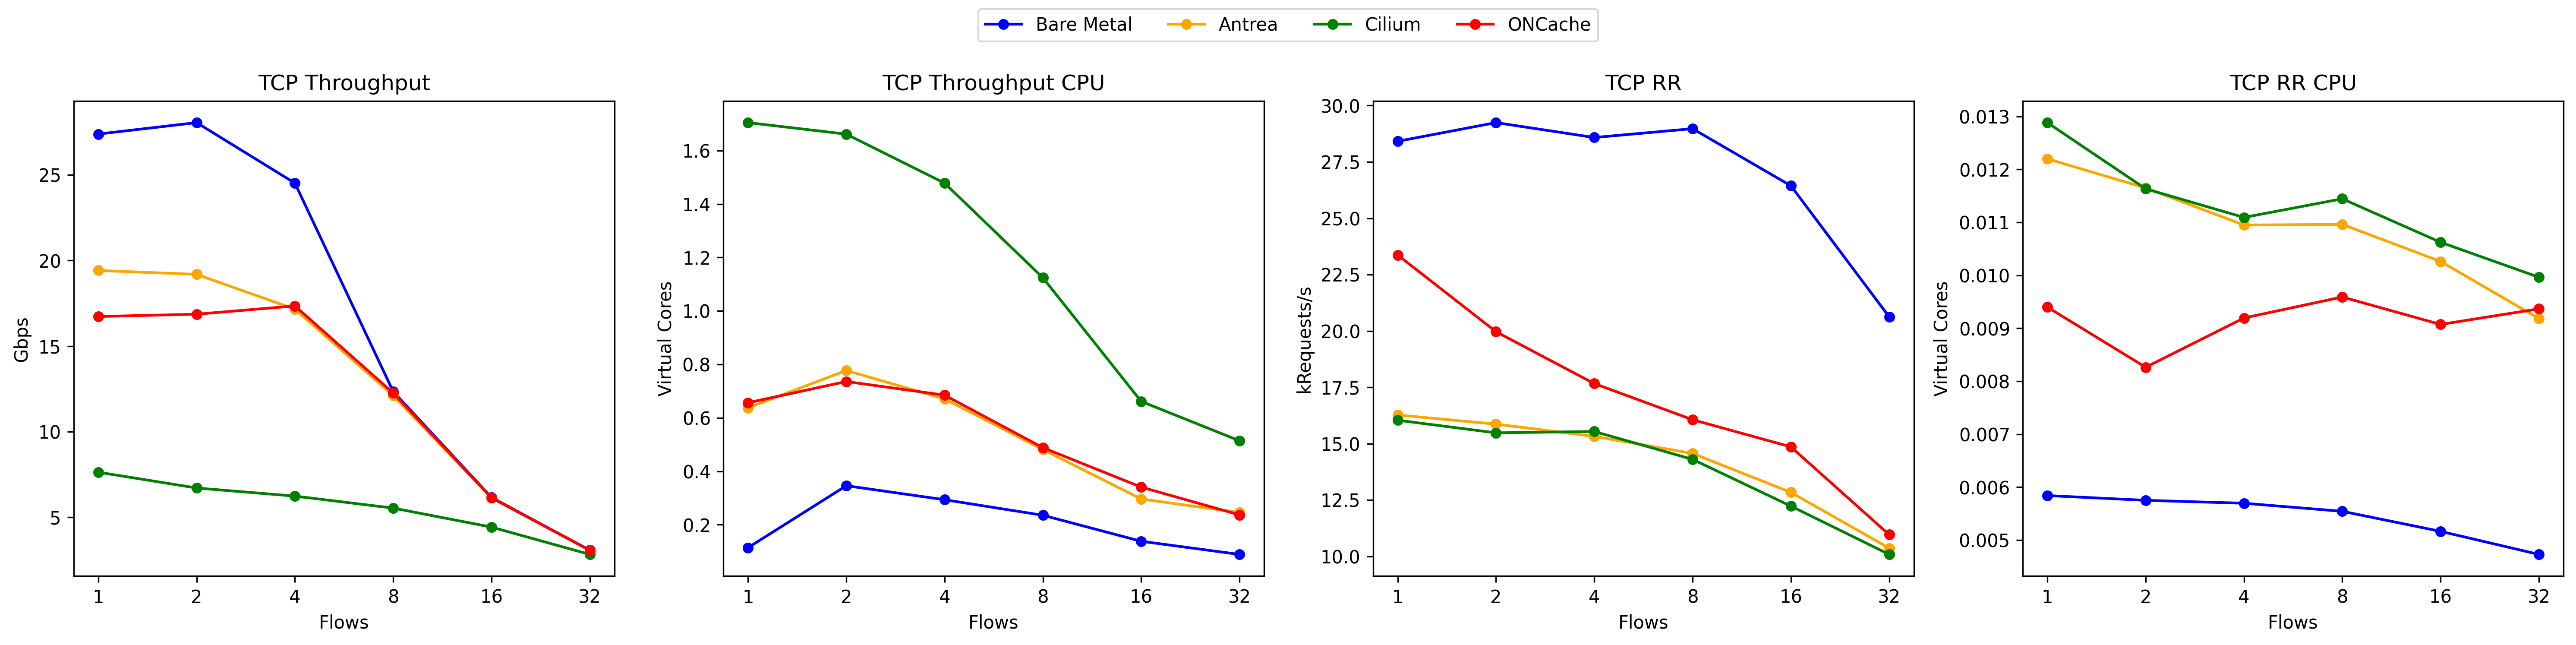 Bare Metal Antrea Cilium ONCache
TCP Throughput
Gbps
25
20
15
10
5
1 2 4 8 16 32
Flows
TCP Throughput CPU
Virtual Cores
1.6
1.4
1.2
1.0
0.8
0.6
0.4
0.2
1 2 4 8 16 32
Flows
TCP RR
kRequests/s
30.0
27.5
25.0
22.5
20.0
17.5
15.0
12.5
10.0
1 2 4 8 16 32
Flows
TCP RR CPU
Virtual Cores
0.013
0.012
0.011
0.010
0.009
0.008
0.007
0.006
0.005
1 2 4 8 16 32
Flows